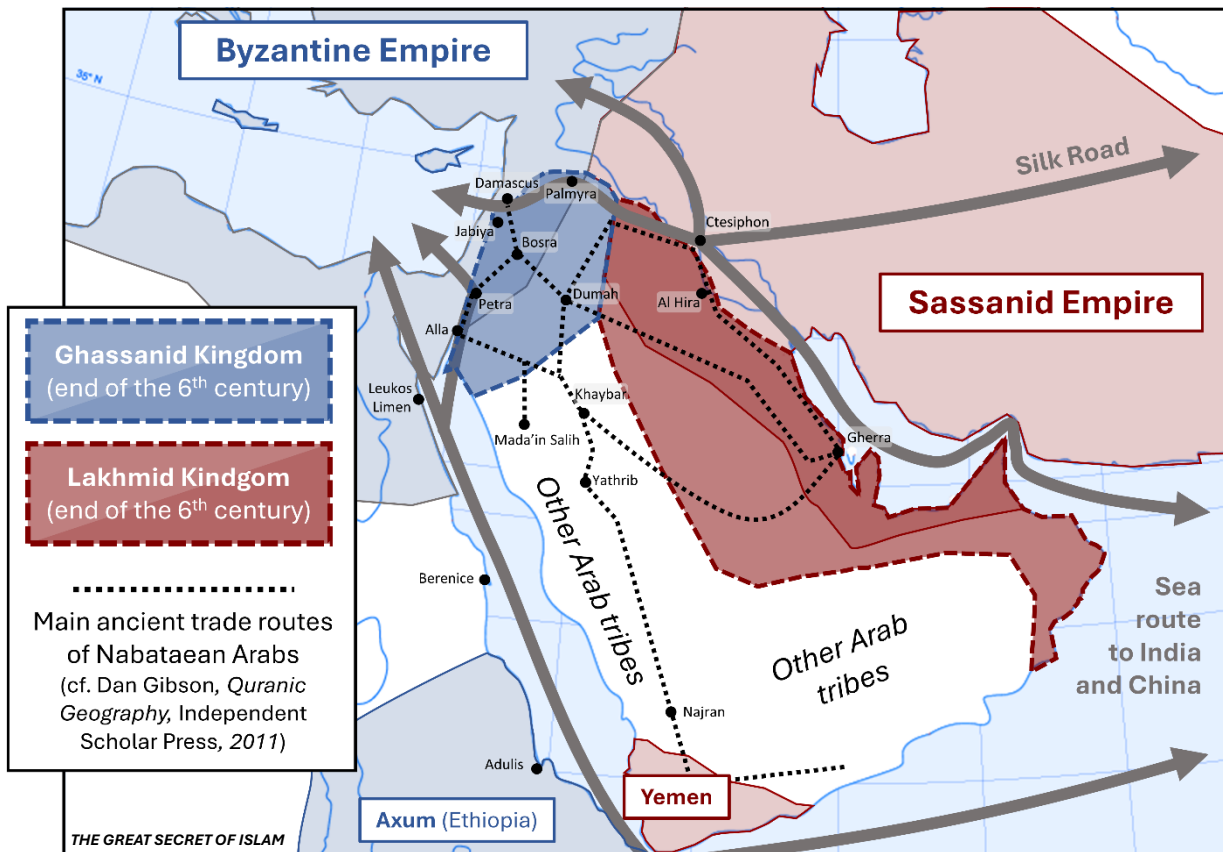 Byzantine Empire
35° N
Silk Road
Damascus
Palmyra
Ctesiphon
Jabiya
Bosra
Sassanid Empire
Petra
Dumah
Al Hira
Alla
Ghassanid Kingdom
(end of the 6th century)
Leukos
Limen
Khaybar
Mada'in Salih
Gherra
Lakhmid Kindgom
(end of the 6th century)
Yathrib
Other Arab tribes
Berenice
Sea
route
to India
and China
Main ancient trade routes
of Nabataean Arabs
(cf. Dan Gibson, Quranic
Geography, Independent
Scholar Press, 2011)
Other Arab
tribes
Najran
Adulis
Yemen
Axum (Ethiopia)
THE GREAT SECRET OF ISLAM